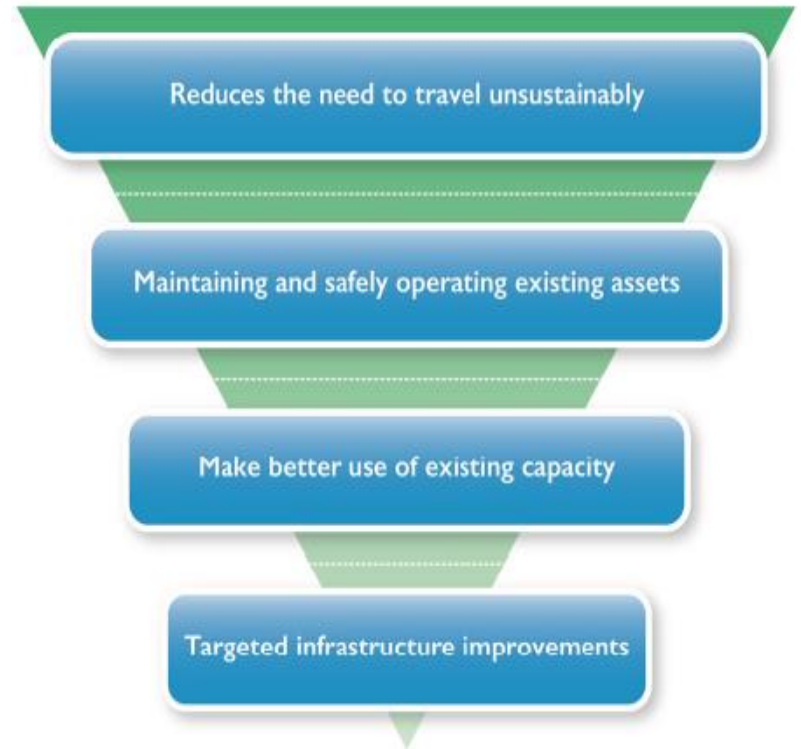 Reduces the need to travel unsustainably
Maintaining and safely operating existing assets
Make better use of existing capacity
Targeted infrastructure improvements